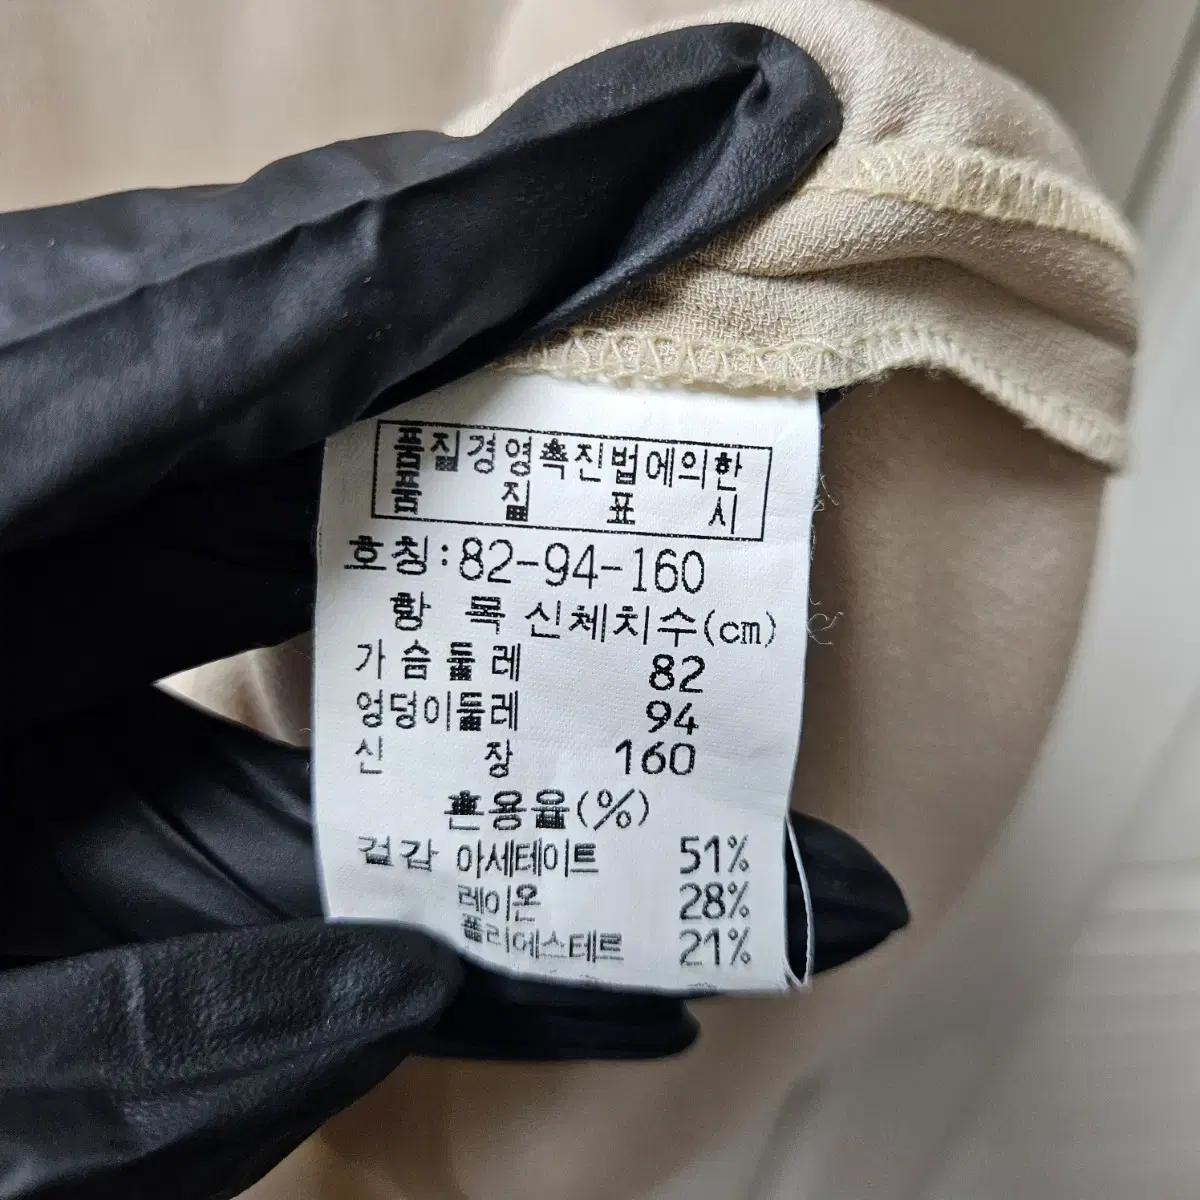 품질경영촉진법에의한
품 질 표 시
호칭:82-94-160
항 목 신체치수(cm)
가슴둘레 82
엉덩이둘레 94
신 장 160
혼용율(%)
겉감 아세테이트 51%
레이온 28%
폴리에스테르 21%